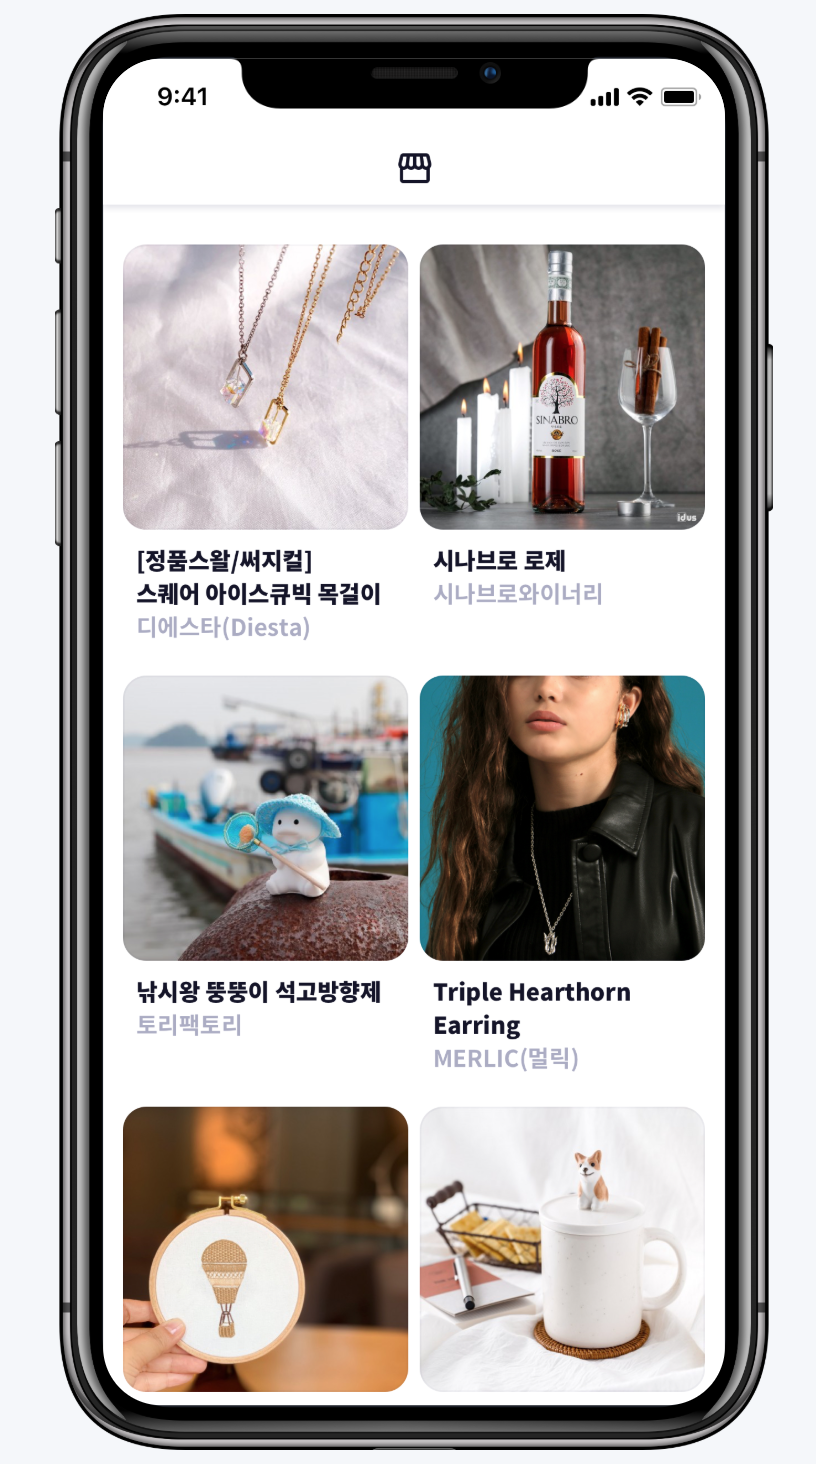 9:41
SINABRO
idus
[정품스왈/써지컬]
스퀘어 아이스큐빅 목걸이
디에스타(Diesta)
시나브로 로제
시나브로와이너리
낚시왕 뚱뚱이 석고방향제
토리팩토리
Triple Hearthorn
Earring
MERLIC(멀릭)